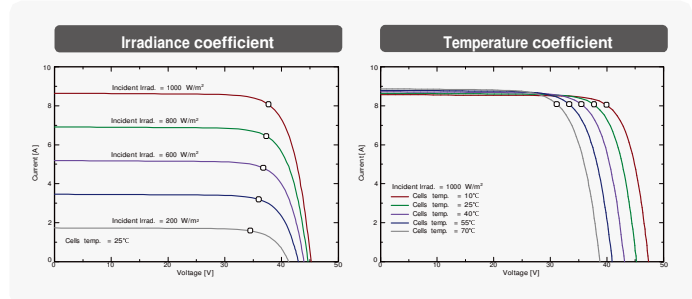 Irradiance coefficient
Temperature coefficient
10
8
6
4
2
0
Current [A]
Incident Irrad. = 1000 W/m²
Incident Irrad. = 800 W/m²
Incident Irrad. = 600 W/m²
Incident Irrad. = 200 W/m²
Cells temp. = 25℃
0 10 20 30 40 50
Voltage [V]
10
8
6
4
2
0
Current [A]
Incident Irrad. = 1000 W/m²
Cells temp. = 10℃
Cells temp. = 25℃
Cells temp. = 40℃
Cells temp. = 55℃
Cells temp. = 70℃
0 10 20 30 40 50
Voltage [V]